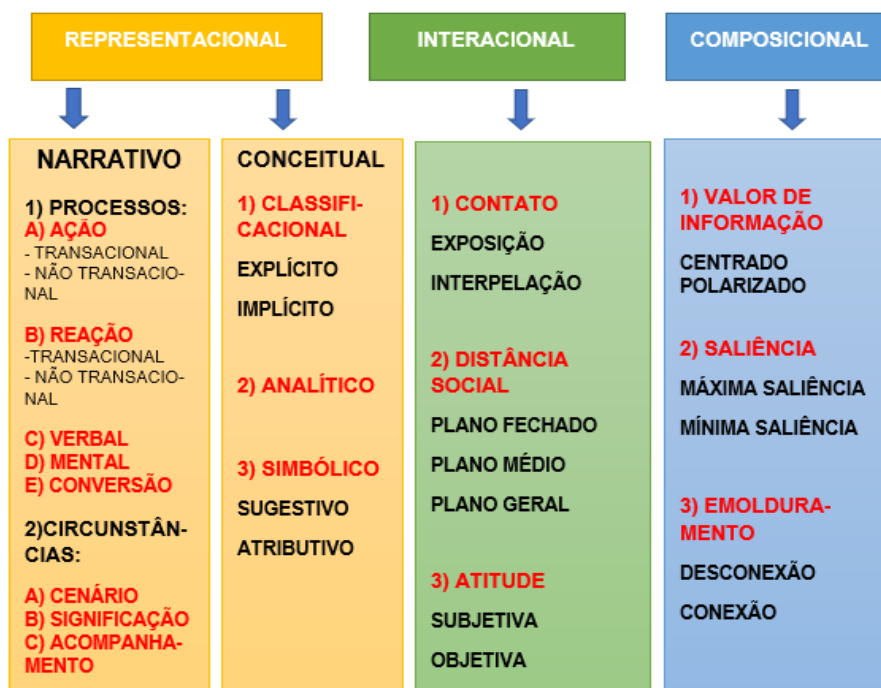 REPRESENTACIONAL
INTERACIONAL
COMPOSICIONAL
NARRATIVO
1) PROCESSOS:
A) AÇÃO
- TRANSACIONAL
- NÃO TRANSACIO-
NAL
B) REAÇÃO
-TRANSACIONAL
- NÃO TRANSACIO-
NAL
C) VERBAL
D) MENTAL
E) CONVERSÃO
2)CIRCUNSTÂN-
CIAS:
A) CENÁRIO
B) SIGNIFICAÇÃO
C) ACOMPANHA-
MENTO
CONCEITUAL
1) CLASSIFI-
CACIONAL
EXPLÍCITO
IMPLÍCITO
2) ANALÍTICO
3) SIMBÓLICO
SUGESTIVO
ATRIBUTIVO
1) CONTATO
EXPOSIÇÃO
INTERPELAÇÃO
2) DISTÂNCIA
SOCIAL
PLANO FECHADO
PLANO MÉDIO
PLANO GERAL
3) ATITUDE
SUBJETIVA
OBJETIVA
1) VALOR DE
INFORMAÇÃO
CENTRADO
POLARIZADO
2) SALIÊNCIA
MÁXIMA SALIÊNCIA
MÍNIMA SALIÊNCIA
3) EMOLDURA-
MENTO
DESCONEXÃO
CONEXÃO